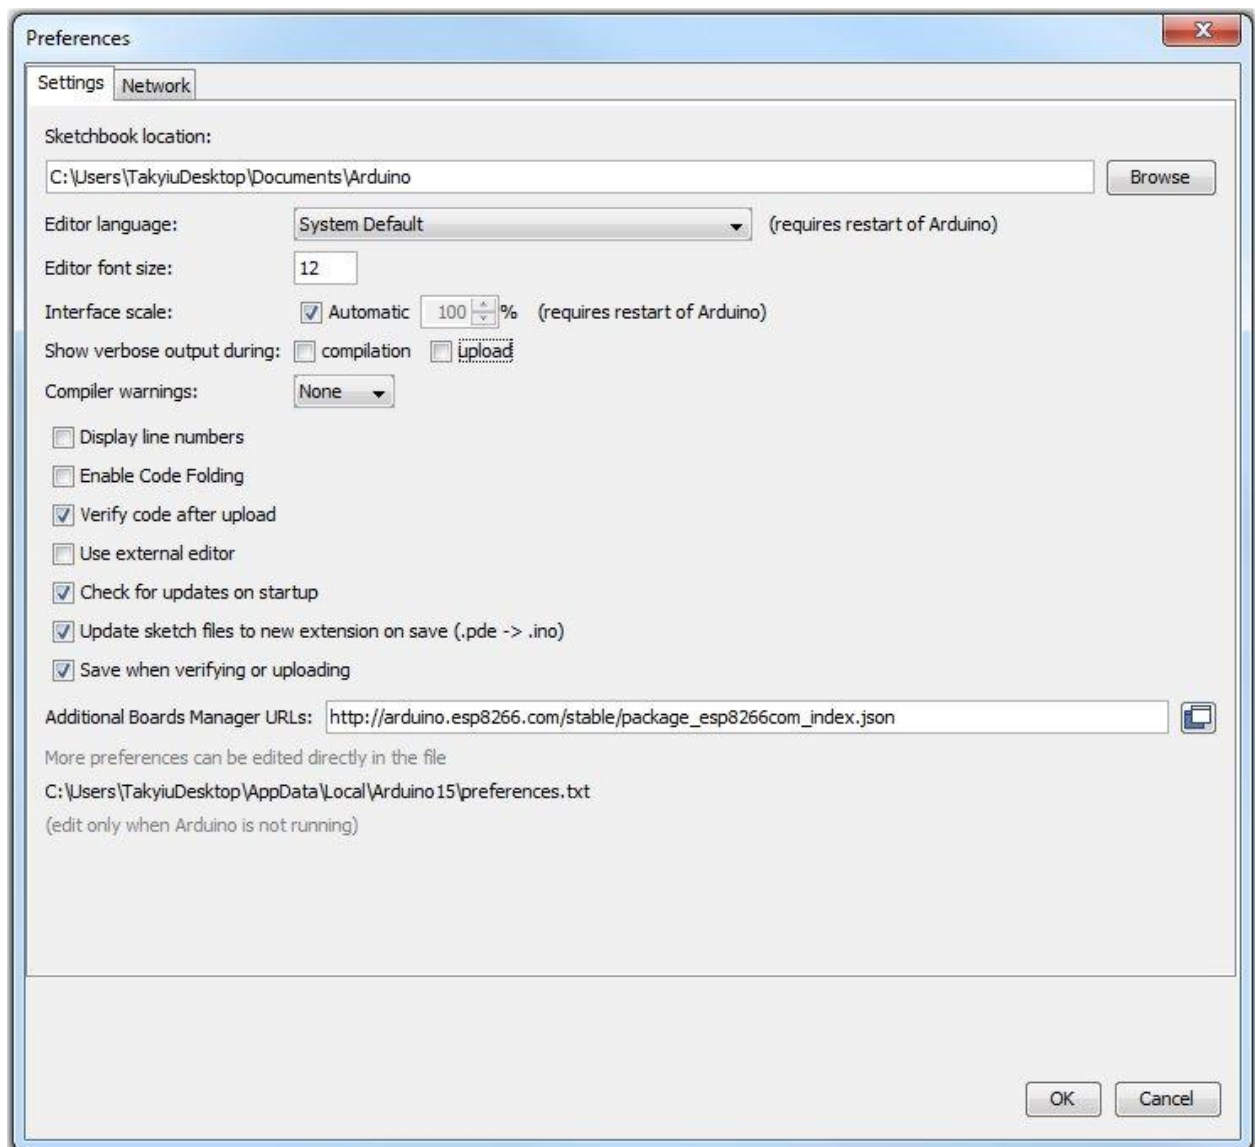 Preferences
Settings Network
Sketchbook location:
C:\Users\TakyiuDesktop\Documents\Arduino Browse
Editor language: System Default (requires restart of Arduino)
Editor font size: 12
Interface scale: Automatic 100 % (requires restart of Arduino)
Show verbose output during: compilation upload
Compiler warnings: None
Display line numbers
Enable Code Folding
Verify code after upload
Use external editor
Check for updates on startup
Update sketch files to new extension on save (.pde -> .ino)
Save when verifying or uploading
Additional Boards Manager URLs: http://arduino.esp8266.com/stable/package_esp8266com_index.json
More preferences can be edited directly in the file
C:\Users\TakyiuDesktop\AppData\Local\Arduino15\preferences.txt
(edit only when Arduino is not running)
OK Cancel